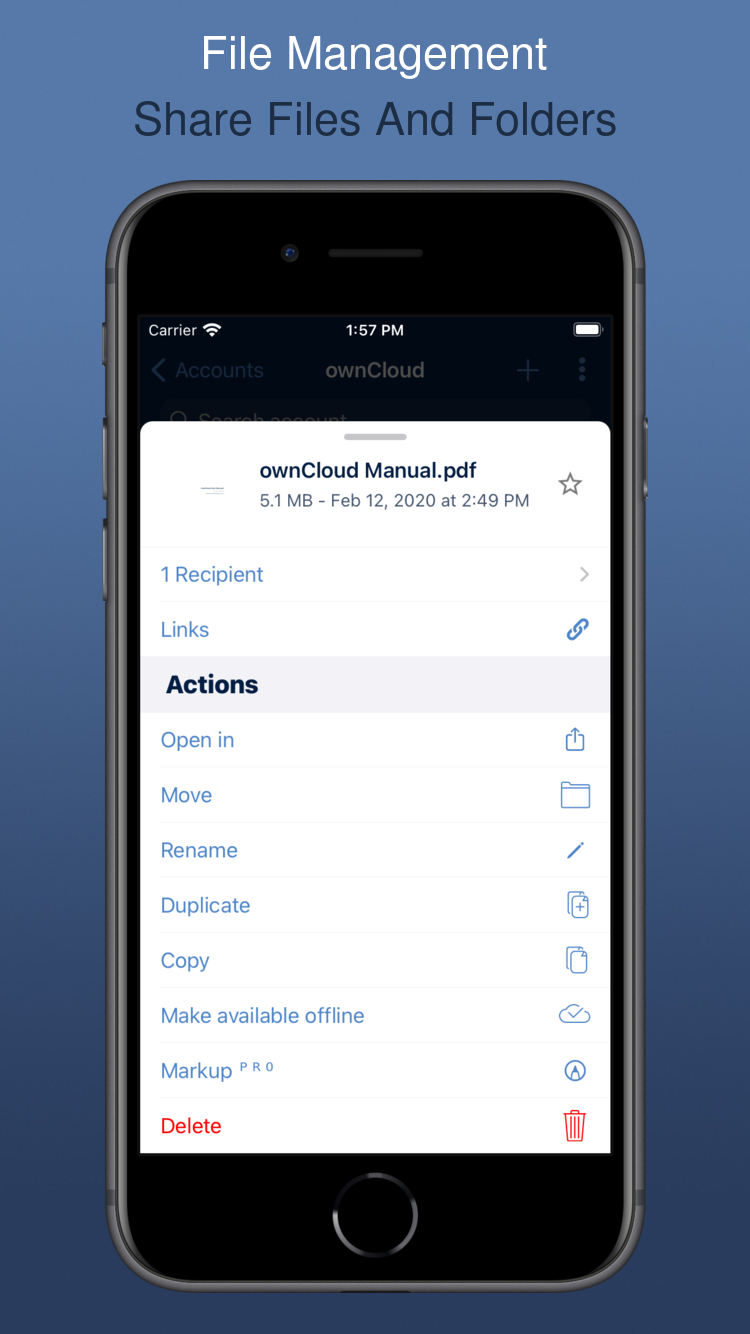 File Management
Share Files And Folders
Carrier 1:57 PM
Accounts ownCloud
Search account
ownCloud Manual.pdf
5.1 MB - Feb 12, 2020 at 2:49 PM
1 Recipient
Links
Actions
Open in
Move
Rename
Duplicate
Copy
Make available offline
Markup PRO
Delete